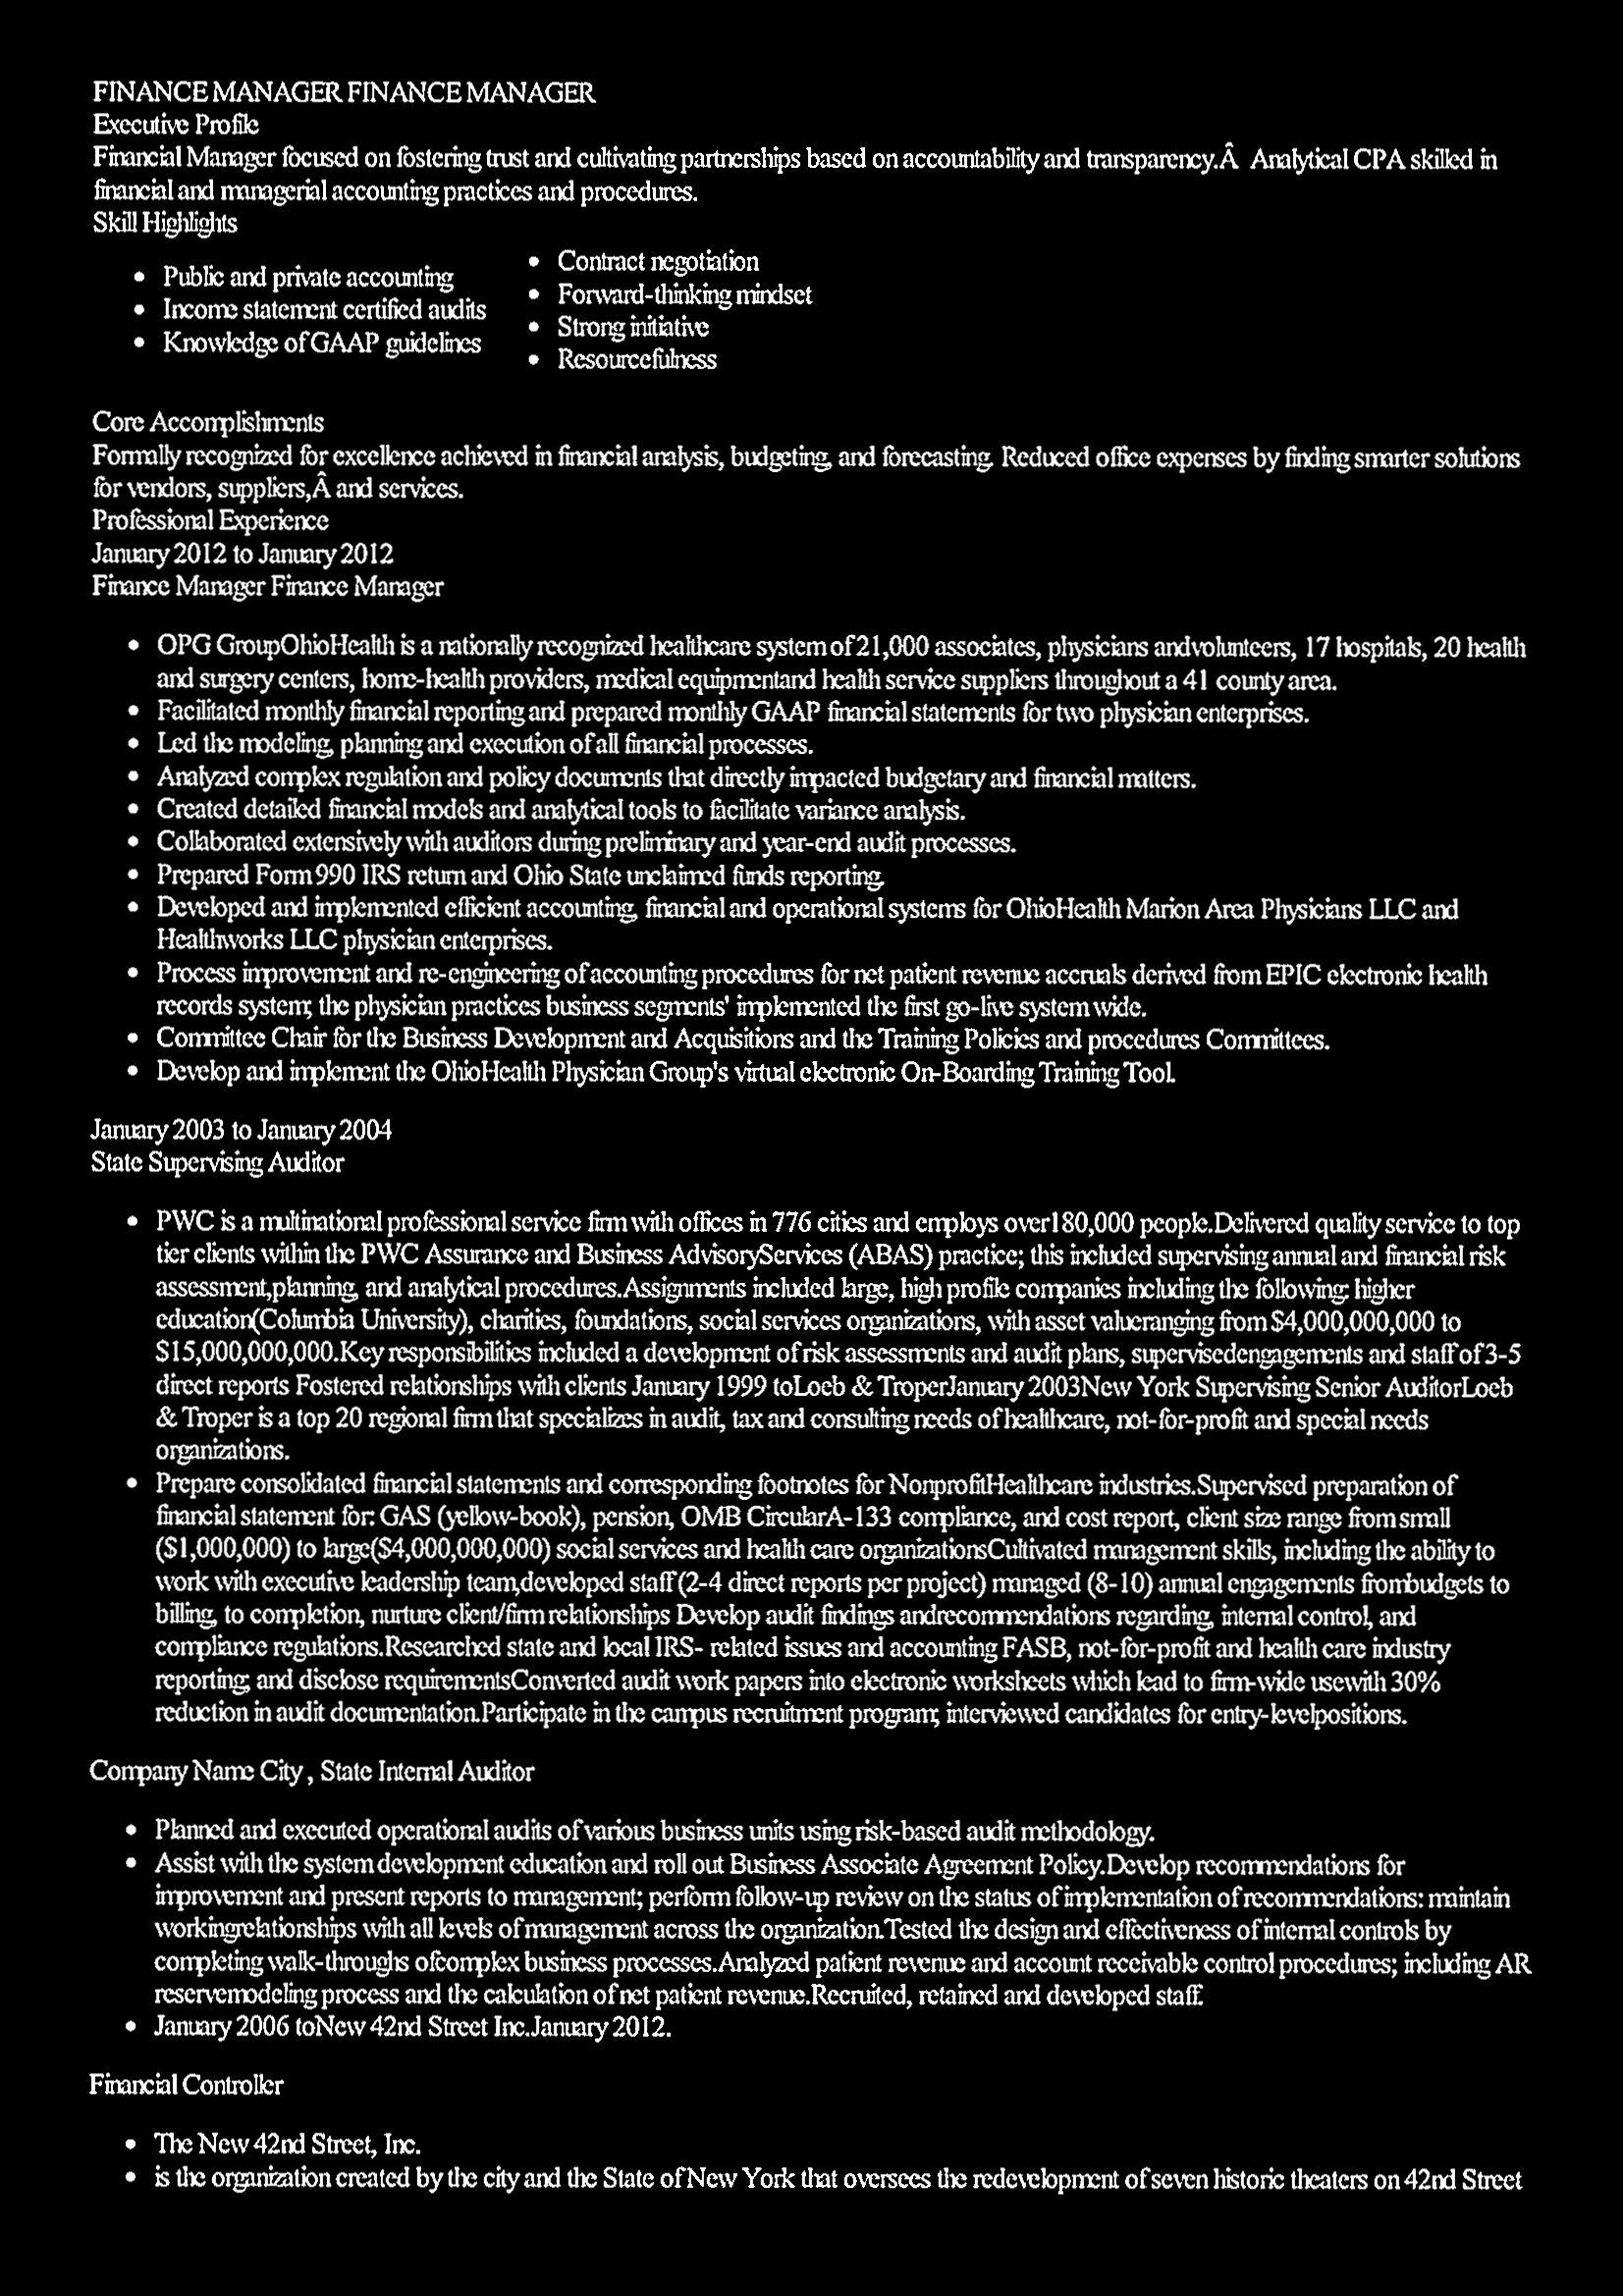 FINANCE MANAGER FINANCE MANAGER
Executive Profile
Financial Manager focused on fostering trust and cultivating partnerships based on accountability and transparency.Â  Analytical CPA skilled in
financial and managerial accounting practices and procedures.
Skill Highlights
• Public and private accounting
• Income statement certified audits
• Knowledge of GAAP guidelines
• Contract negotiation
• Forward-thinking mindset
• Strong initiative
• Resourcefulness
Core Accomplishments
Formally recognized for excellence achieved in financial analysis, budgeting, and forecasting. Reduced office expenses by finding smarter solutions
for vendors, suppliers,Â and services.
Professional Experience
January 2012 to January 2012
Finance Manager Finance Manager
• OPG GroupOhioHealth is a nationally recognized healthcare system of 21,000 associates, physicians andvolunteers, 17 hospitals, 20 health
and surgery centers, home-health providers, medical equipmentand health service suppliers throughout a 41 county area.
• Facilitated monthly financial reporting and prepared monthly GAAP financial statements for two physician enterprises.
• Led the modeling, planning and execution of all financial processes.
• Analyzed complex regulation and policy documents that directly impacted budgetary and financial matters.
• Created detailed financial models and analytical tools to facilitate variance analysis.
• Collaborated extensively with auditors during preliminary and year-end audit processes.
• Prepared Form 990 IRS return and Ohio State unclaimed funds reporting.
• Developed and implemented efficient accounting, financial and operational systems for OhioHealth Marion Area Physicians LLC and
Healthworks LLC physician enterprises.
• Process improvement and re-engineering of accounting procedures for net patient revenue accruals derived from EPIC electronic health
records system; the physician practices business segments' implemented the first go-live system wide.
• Committee Chair for the Business Development and Acquisitions and the Training Policies and procedures Committees.
• Develop and implement the OhioHealth Physician Group's virtual electronic On-Boarding Training Tool.
January 2003 to January 2004
State Supervising Auditor
• PWC is a multinational professional service firm with offices in 776 cities and employs over180,000 people.Delivered quality service to top
tier clients within the PWC Assurance and Business AdvisoryServices (ABAS) practice; this included supervising annual and financial risk
assessment,planning, and analytical procedures.Assignments included large, high profile companies including the following: higher
education(Columbia University), charities, foundations, social services organizations, with asset valueranging from $4,000,000,000 to
$15,000,000,000.Key responsibilities included a development of risk assessments and audit plans, supervisedengagements and staff of 3-5
direct reports Fostered relationships with clients January 1999 toLoeb & TroperJanuary 2003New York Supervising Senior AuditorLoeb
& Troper is a top 20 regional firm that specializes in audit, tax and consulting needs of healthcare, not-for-profit and special needs
organizations.
• Prepare consolidated financial statements and corresponding footnotes for NonprofitHealthcare industries.Supervised preparation of
financial statement for: GAS (yellow-book), pension, OMB CircularA-133 compliance, and cost report, client size range from small
($1,000,000) to large($4,000,000,000) social services and health care organizationsCultivated management skills, including the ability to
work with executive leadership team,developed staff (2-4 direct reports per project) managed (8-10) annual engagements frombudgets to
billing, to completion, nurture client/firm relationships Develop audit findings andrecommendations regarding, internal control, and
compliance regulations.Researched state and local IRS- related issues and accounting FASB, not-for-profit and health care industry
reporting; and disclose requirementsConverted audit work papers into electronic worksheets which lead to firm-wide usewith 30%
reduction in audit documentation.Participate in the campus recruitment program; interviewed candidates for entry-levelpositions.
Company Name City , State Internal Auditor
• Planned and executed operational audits of various business units using risk-based audit methodology.
• Assist with the system development education and roll out Business Associate Agreement Policy.Develop recommendations for
improvement and present reports to management; perform follow-up review on the status of implementation of recommendations: maintain
workingrelationships with all levels of management across the organization.Tested the design and effectiveness of internal controls by
completing walk-throughs ofcomplex business processes.Analyzed patient revenue and account receivable control procedures; including AR
reservemodeling process and the calculation of net patient revenue.Recruited, retained and developed staff.
• January 2006 toNew 42nd Street Inc.January 2012.
Financial Controller
• The New 42nd Street, Inc.
• is the organization created by the city and the State of New York that oversees the redevelopment of seven historic theaters on 42nd Street